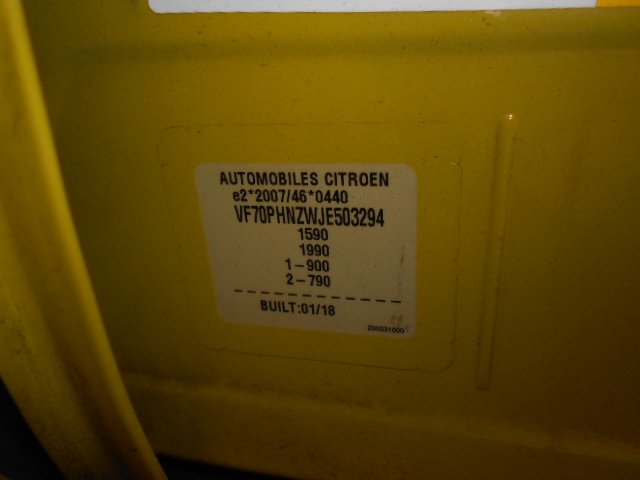 AUTOMOBILES CITROEN
e2*2007/46*0440
VF70PHNZWJE503294
1590
1990
1-900
2-790
BUILT:01/18